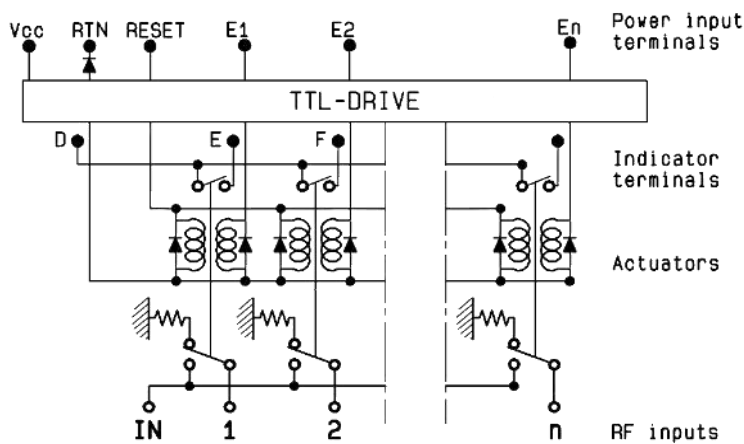 Vcc RTN RESET E1 E2 En Power input
terminals
TTL-DRIVE
D E F
Indicator
terminals
Actuators
IN 1 2 n RF inputs